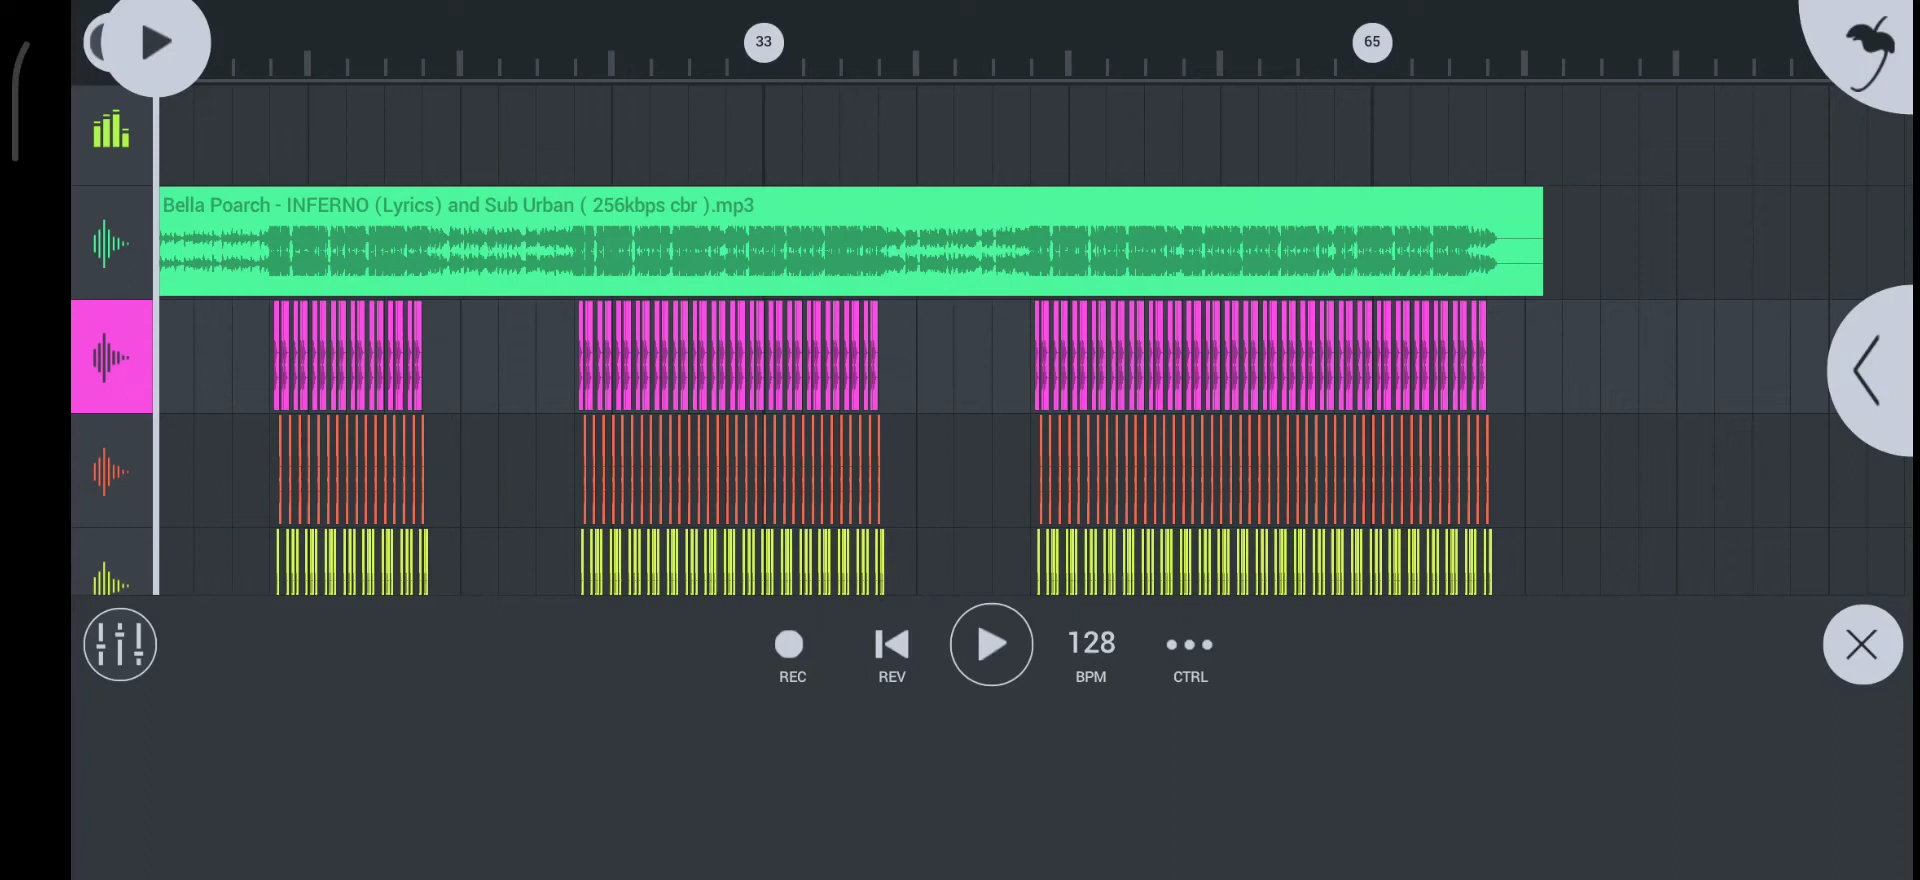 33
65
Bella Poarch - INFERNO (Lyrics) and Sub Urban ( 256kbps cbr ).mp3
128
REC
REV
BPM
CTRL